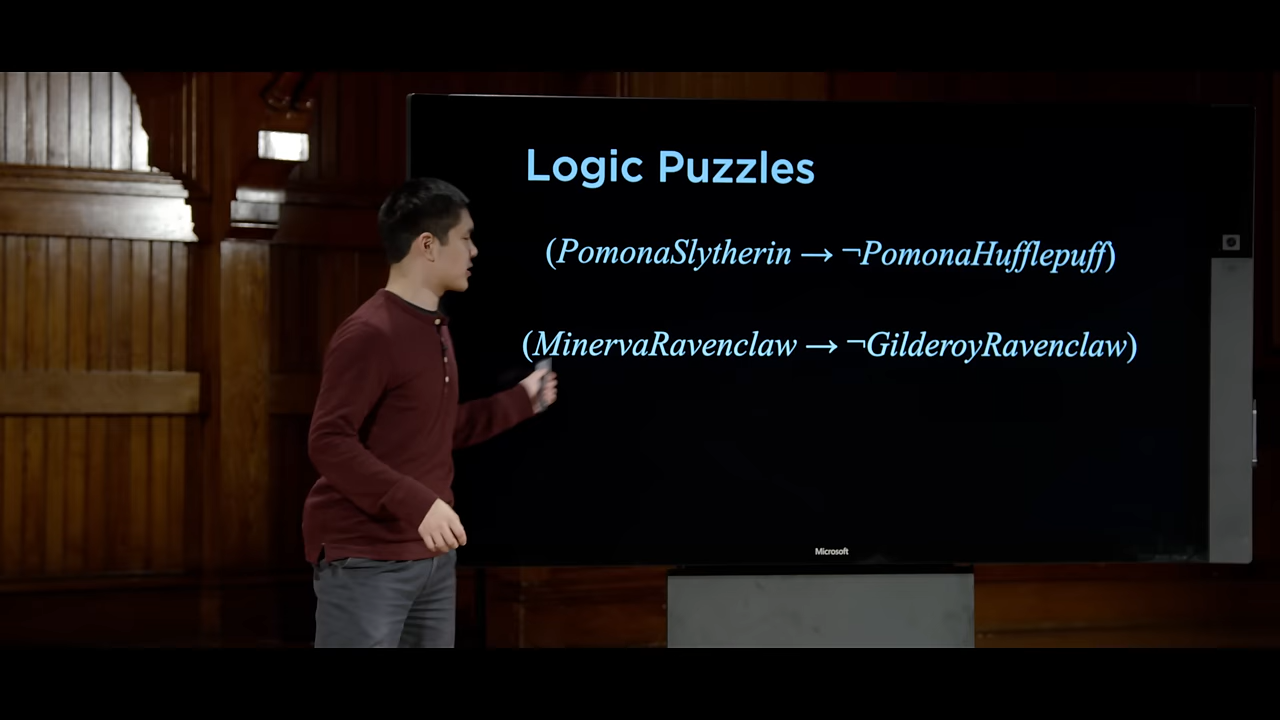 Logic Puzzles
(PomonaSlytherin → ¬PomonaHufflepuff)
(MinervaRavenclaw → ¬GilderoyRavenclaw)
Microsoft